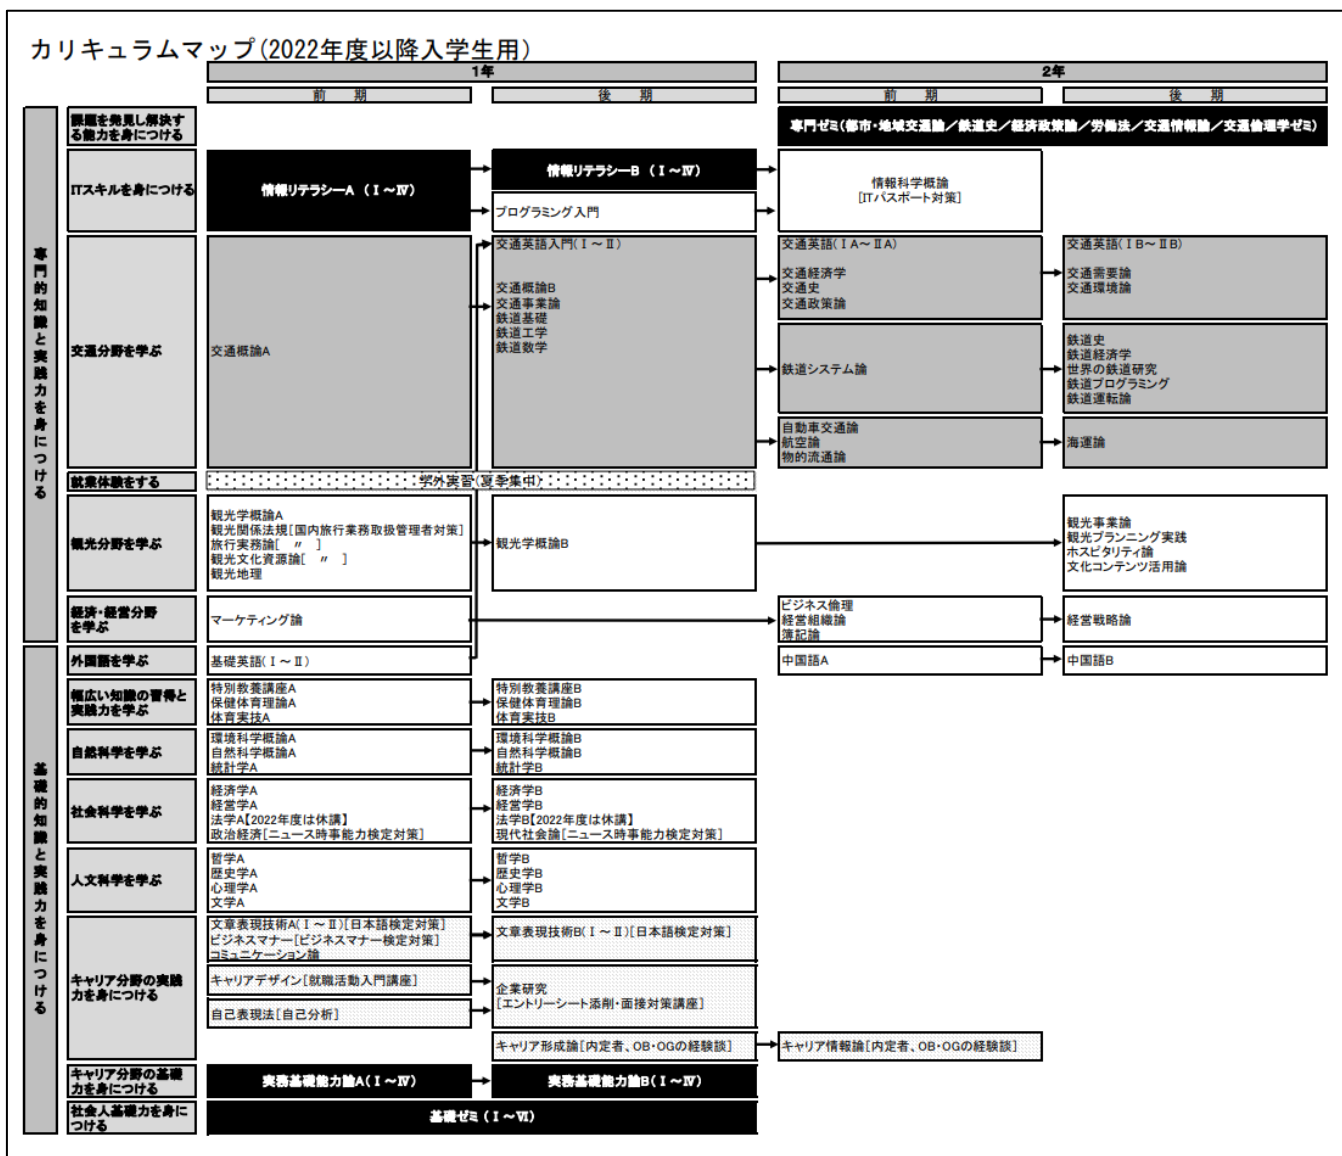 カリキュラムマップ(2022年度以降入学生用)
1年
2年
前　期
後　期
前　期
後　期
専門的知識と実践力を身につける
課題を発見し解決す
る能力を身につける
専門ゼミ(都市・地域交通論／鉄道史／経済政策論／労働法／交通情報論／交通倫理学ゼミ)
ITスキルを身につける
情報リテラシーA （Ⅰ～Ⅳ）
情報リテラシーB （Ⅰ～Ⅳ）
プログラミング入門
情報科学概論
[ITパスポート対策]
交通分野を学ぶ
交通概論A
交通英語入門(Ⅰ～Ⅱ)
交通概論B
交通事業論
鉄道基礎
鉄道工学
鉄道数学
交通英語(ⅠA～ⅡA)
交通経済学
交通史
交通政策論
交通英語(ⅠB～ⅡB)
交通需要論
交通環境論
鉄道システム論
鉄道史
鉄道経済学
世界の鉄道研究
鉄道プログラミング
鉄道運転論
自動車交通論
航空論
物的流通論
海運論
就業体験をする
学外実習(夏季集中)
観光分野を学ぶ
観光学概論A
観光関係法規[国内旅行業務取扱管理者対策]
旅行実務論[　〃　]
観光文化資源論[　〃　]
観光地理
観光学概論B
観光事業論
観光プランニング実践
ホスピタリティ論
文化コンテンツ活用論
経済・経営分野
を学ぶ
マーケティング論
ビジネス倫理
経営組織論
簿記論
経営戦略論
基礎的知識と実践力を身につける
外国語を学ぶ
基礎英語(Ⅰ～Ⅱ)
中国語A
中国語B
幅広い知識の習得と
実践力を学ぶ
特別教養講座A
保健体育理論A
体育実技A
特別教養講座B
保健体育理論B
体育実技B
自然科学を学ぶ
環境科学概論A
自然科学概論A
統計学A
環境科学概論B
自然科学概論B
統計学B
社会科学を学ぶ
経済学A
経営学A
法学A【2022年度は休講】
政治経済[ニュース時事能力検定対策]
経済学B
経営学B
法学B【2022年度は休講】
現代社会論[ニュース時事能力検定対策]
人文科学を学ぶ
哲学A
歴史学A
心理学A
文学A
哲学B
歴史学B
心理学B
文学B
キャリア分野の実践
力を身につける
文章表現技術A(Ⅰ～Ⅱ)[日本語検定対策]
ビジネスマナー[ビジネスマナー検定対策]
コミュニケーション論
文章表現技術B(Ⅰ～Ⅱ)[日本語検定対策]
キャリアデザイン[就職活動入門講座]
自己表現法[自己分析]
企業研究
[エントリーシート添削・面接対策講座]
キャリア形成論[内定者、OB・OGの経験談]
キャリア情報論[内定者、OB・OGの経験談]
キャリア分野の基礎
力を身につける
実務基礎能力論A(Ⅰ～Ⅳ)
実務基礎能力論B(Ⅰ～Ⅳ)
社会人基礎力を身に
つける
基礎ゼミ(Ⅰ～Ⅵ)